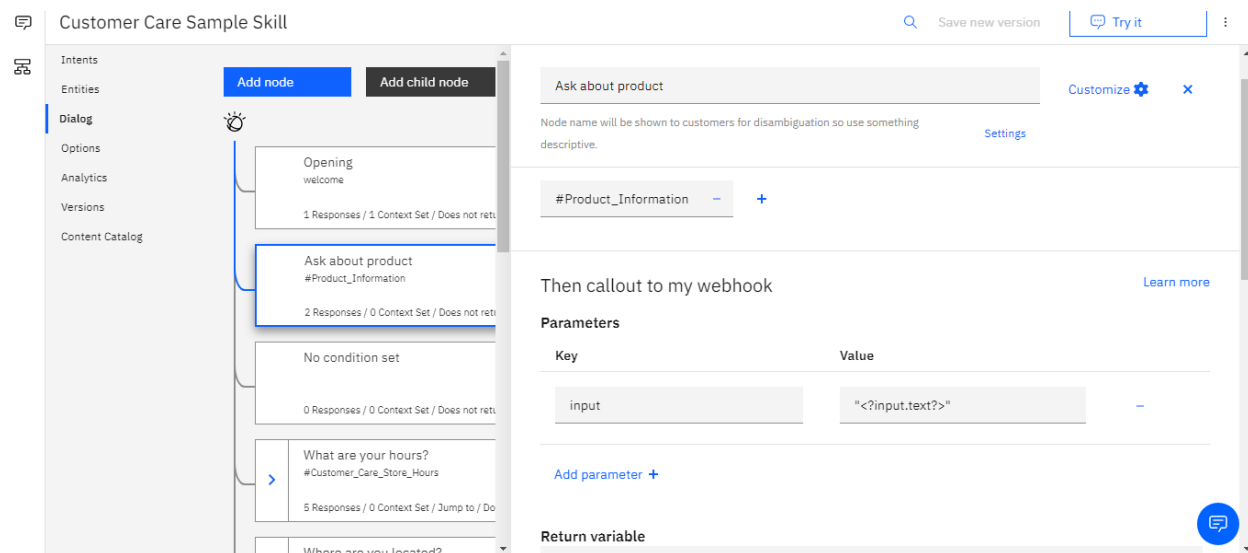 Customer Care Sample Skill
Save new version
Try it
Intents
Entities
Dialog
Options
Analytics
Versions
Content Catalog
Add node
Add child node
Opening
welcome
1 Responses / 1 Context Set / Does not retu
Ask about product
#Product_Information
2 Responses / 0 Context Set / Does not retu
No condition set
0 Responses / 0 Context Set / Does not retu
What are your hours?
#Customer_Care_Store_Hours
5 Responses / 0 Context Set / Jump to / Do
Where are you located?
Ask about product
Customize
Node name will be shown to customers for disambiguation so use something
descriptive.
Settings
#Product_Information
Then callout to my webhook
Learn more
Parameters
Key
Value
input
"<?input.text?>"
Add parameter +
Return variable